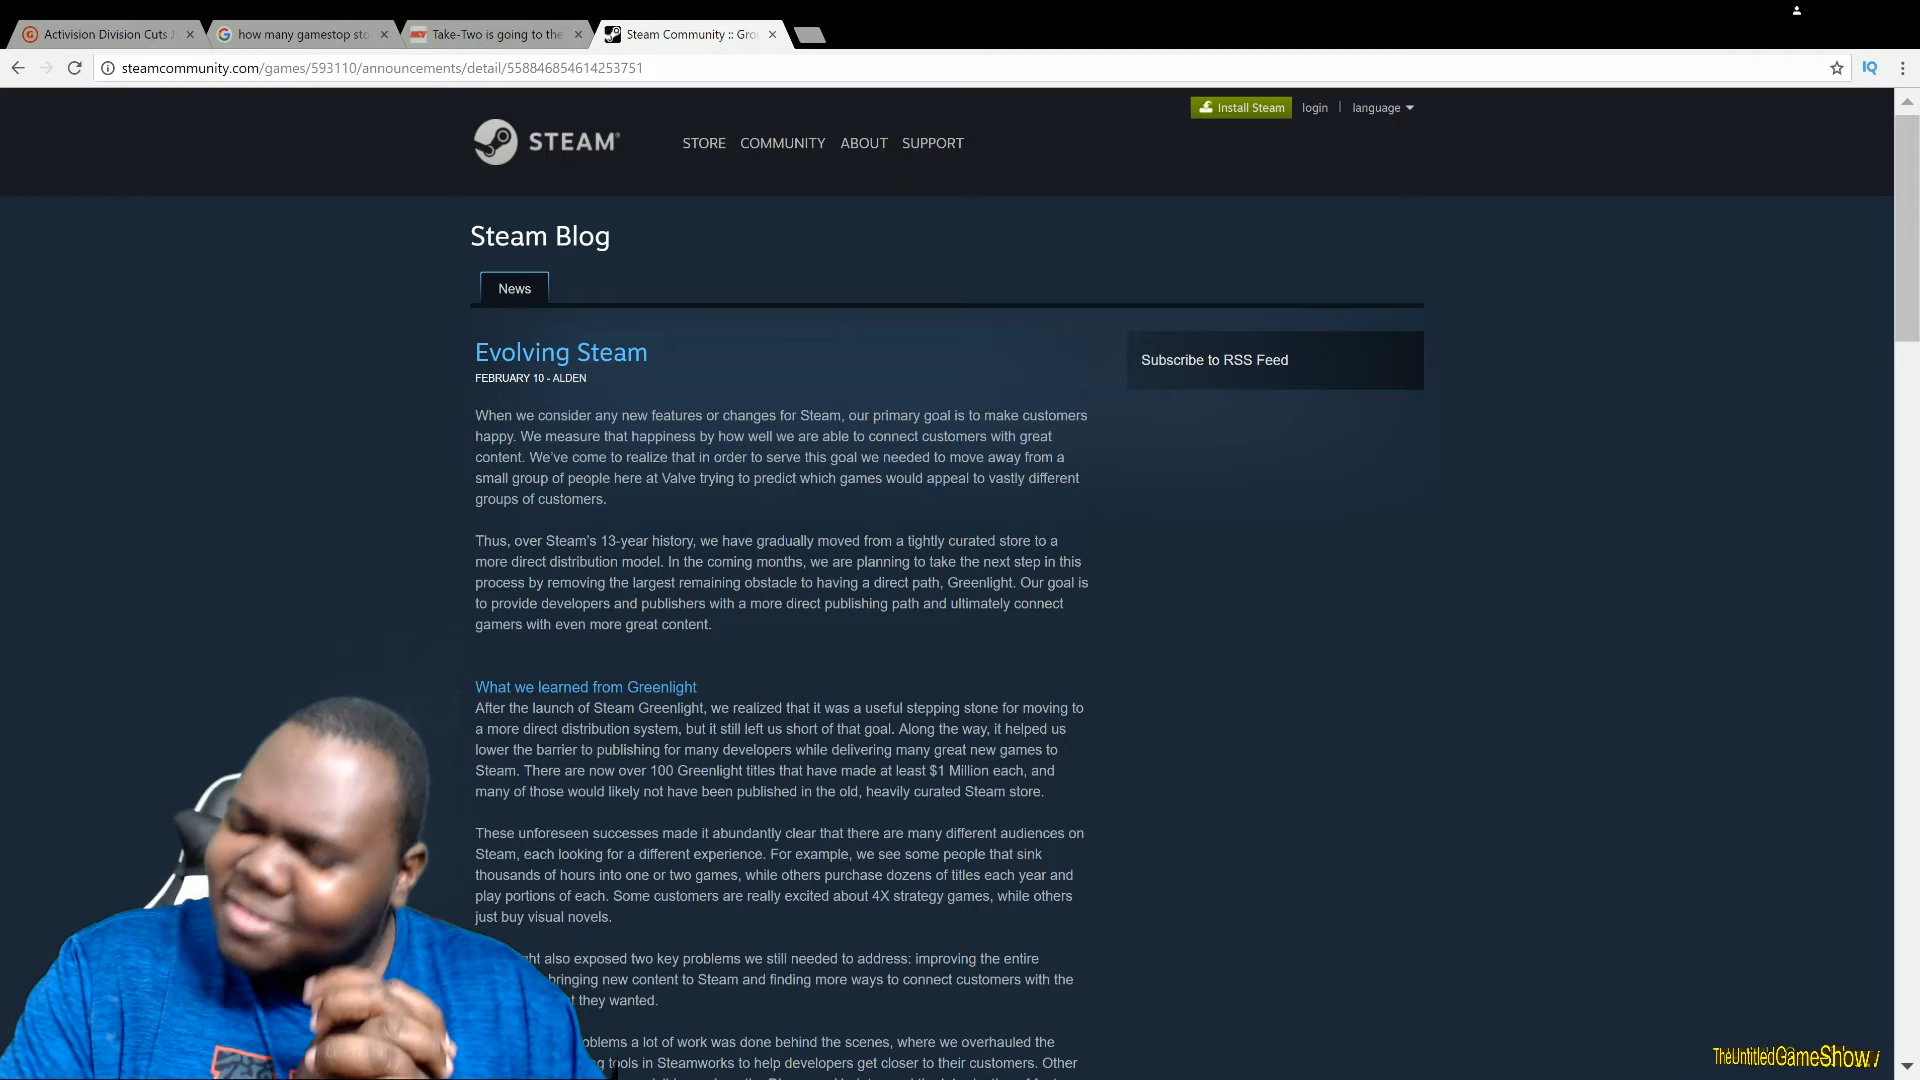 Activision Division Cuts J
how many gamestop sto
Take-Two is going to the
Steam Community :: Gro
steamcommunity.com/games/593110/announcements/detail/558846854614253751
IQ
Install Steam
login
language
STEAM
STORE
COMMUNITY
ABOUT
SUPPORT
Steam Blog
News
Evolving Steam
FEBRUARY 10 - ALDEN
Subscribe to RSS Feed
When we consider any new features or changes for Steam, our primary goal is to make customers
happy. We measure that happiness by how well we are able to connect customers with great
content. We've come to realize that in order to serve this goal we needed to move away from a
small group of people here at Valve trying to predict which games would appeal to vastly different
groups of customers.
Thus, over Steam's 13-year history, we have gradually moved from a tightly curated store to a
more direct distribution model. In the coming months, we are planning to take the next step in this
process by removing the largest remaining obstacle to having a direct path, Greenlight. Our goal is
to provide developers and publishers with a more direct publishing path and ultimately connect
gamers with even more great content.
What we learned from Greenlight
After the launch of Steam Greenlight, we realized that it was a useful stepping stone for moving to
a more direct distribution system, but it still left us short of that goal. Along the way, it helped us
lower the barrier to publishing for many developers while delivering many great new games to
Steam. There are now over 100 Greenlight titles that have made at least $1 Million each, and
many of those would likely not have been published in the old, heavily curated Steam store.
These unforeseen successes made it abundantly clear that there are many different audiences on
Steam, each looking for a different experience. For example, we see some people that sink
thousands of hours into one or two games, while others purchase dozens of titles each year and
play portions of each. Some customers are really excited about 4X strategy games, while others
just buy visual novels.
also exposed two key problems we still needed to address: improving the entire
bringing new content to Steam and finding more ways to connect customers with the
they wanted.
a lot of work was done behind the scenes, where we overhauled the
tools in Steamworks to help developers get closer to their customers. Other
TheUntitledGameShow